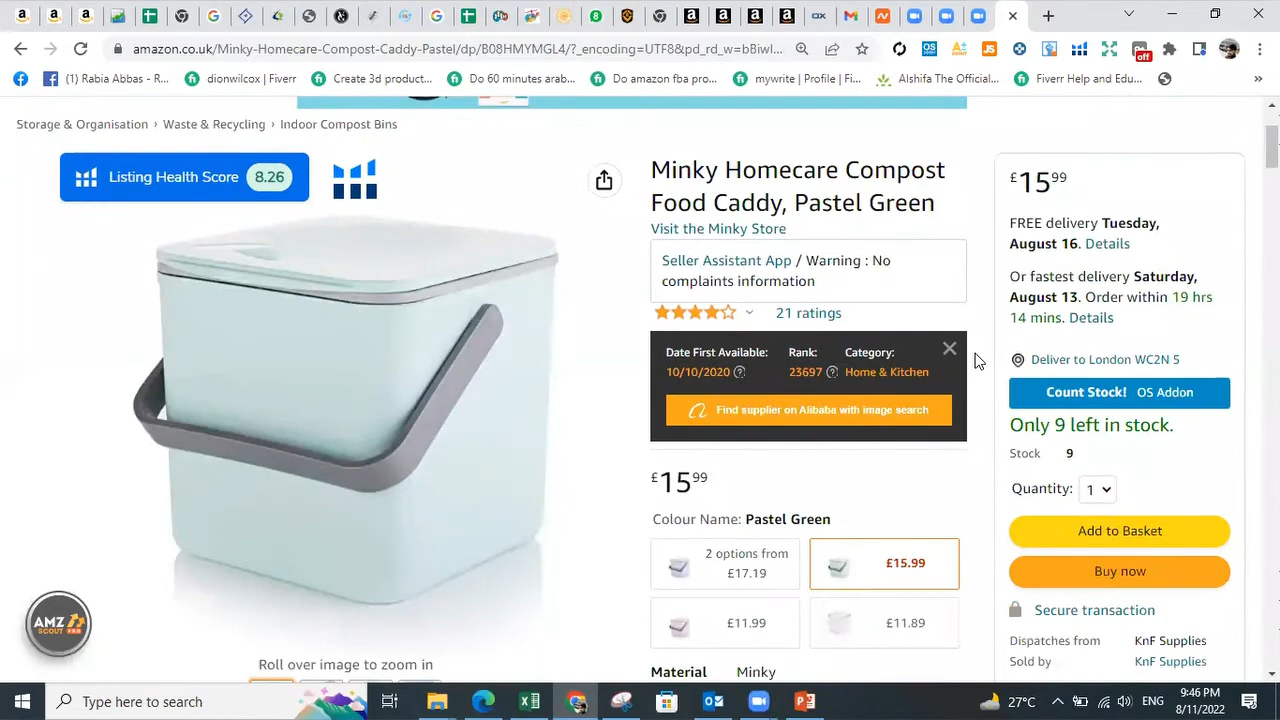 amazon.co.uk/Minky-Homecare-Compost-Caddy-Pastel/dp/B08HMYMGL4/?_encoding=UTF8&pd_rd_w=bBiwI...
off
(1) Rabia Abbas - R...
dionwilcox | Fiverr
Create 3d product...
Do 60 minutes arab...
Do amazon fba pro...
mywrite | Profile | Fi...
Alshifa The Official...
Fiverr Help and Edu...
Storage & Organisation › Waste & Recycling › Indoor Compost Bins
Listing Health Score 8.26
Minky Homecare Compost
Food Caddy, Pastel Green
Visit the Minky Store
Seller Assistant App / Warning : No
complaints information
21 ratings
Date First Available: Rank: Category:
10/10/2020 23697 Home & Kitchen
Find supplier on Alibaba with image search
£1599
Colour Name: Pastel Green
2 options from
£17.19
£15.99
£11.99
£11.89
Material Minky
Roll over image to zoom in
AMZ
SCOUT PRO
£1599
FREE delivery Tuesday,
August 16. Details
Or fastest delivery Saturday,
August 13. Order within 19 hrs
14 mins. Details
Deliver to London WC2N 5
Count Stock! OS Addon
Only 9 left in stock.
Stock 9
Quantity: 1
Add to Basket
Buy now
Secure transaction
Dispatches from KnF Supplies
Sold by KnF Supplies
Type here to search
27°C
ENG
9:46 PM
8/11/2022